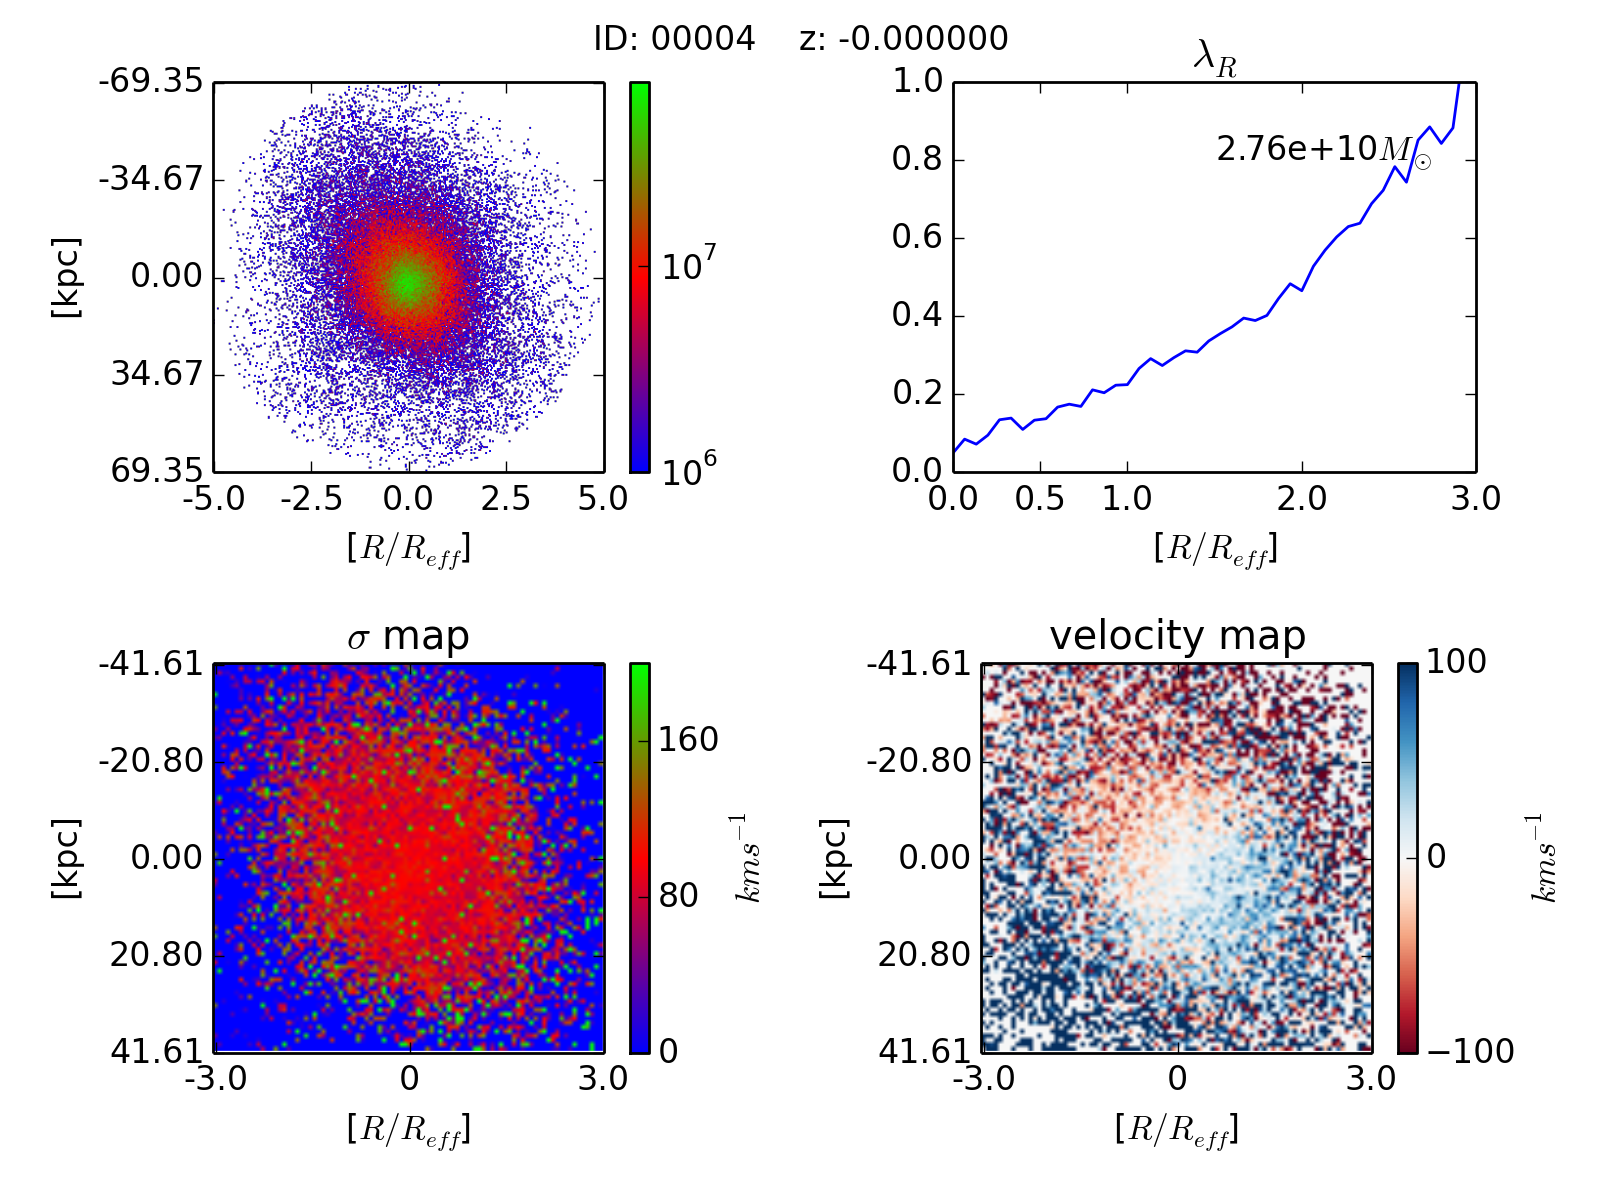 ID: 00004 z: -0.000000
-69.35
-34.67
0.00
34.67
69.35
[kpc]
-5.0 -2.5 0.0 2.5 5.0
[R/R_eff]
10^7
10^6
λ_R
1.0
0.8
0.6
0.4
0.2
0.0
2.76e+10M_⊙
0.0 0.5 1.0 2.0 3.0
[R/R_eff]
σ map
-41.61
-20.80
0.00
20.80
41.61
[kpc]
-3.0 0 3.0
[R/R_eff]
160
80
0
kms^−1
velocity map
-41.61
-20.80
0.00
20.80
41.61
[kpc]
-3.0 0 3.0
[R/R_eff]
100
0
−100
kms^−1